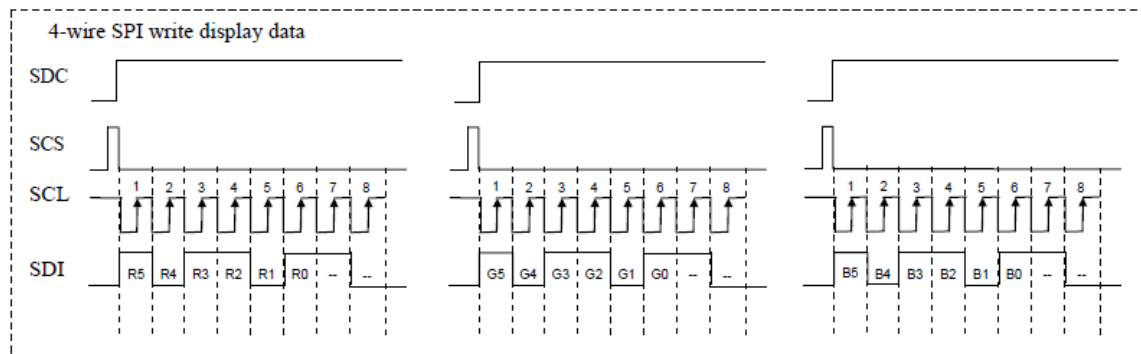 4-wire SPI write display data
SDC
SCS
SCL 1 2 3 4 5 6 7 8 1 2 3 4 5 6 7 8 1 2 3 4 5 6 7 8
SDI R5 R4 R3 R2 R1 R0 -- -- G5 G4 G3 G2 G1 G0 -- -- B5 B4 B3 B2 B1 B0 -- --